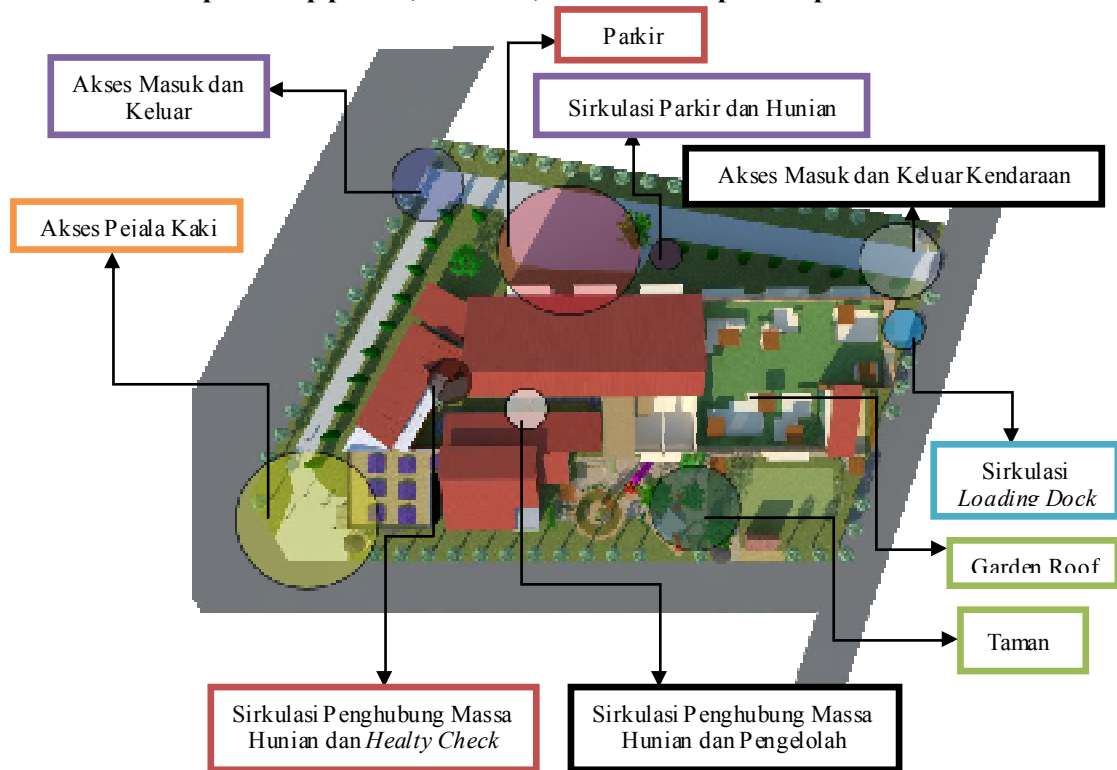 Parkir
Akses Masuk dan
Keluar
Sirkulasi Parkir dan Hunian
Akses Masuk dan Keluar Kendaraan
Akses Pejala Kaki
Sirkulasi
Loading Dock
Garden Roof
Taman
Sirkulasi Penghubung Massa
Hunian dan Healty Check
Sirkulasi Penghubung Massa
Hunian dan Pengelolah